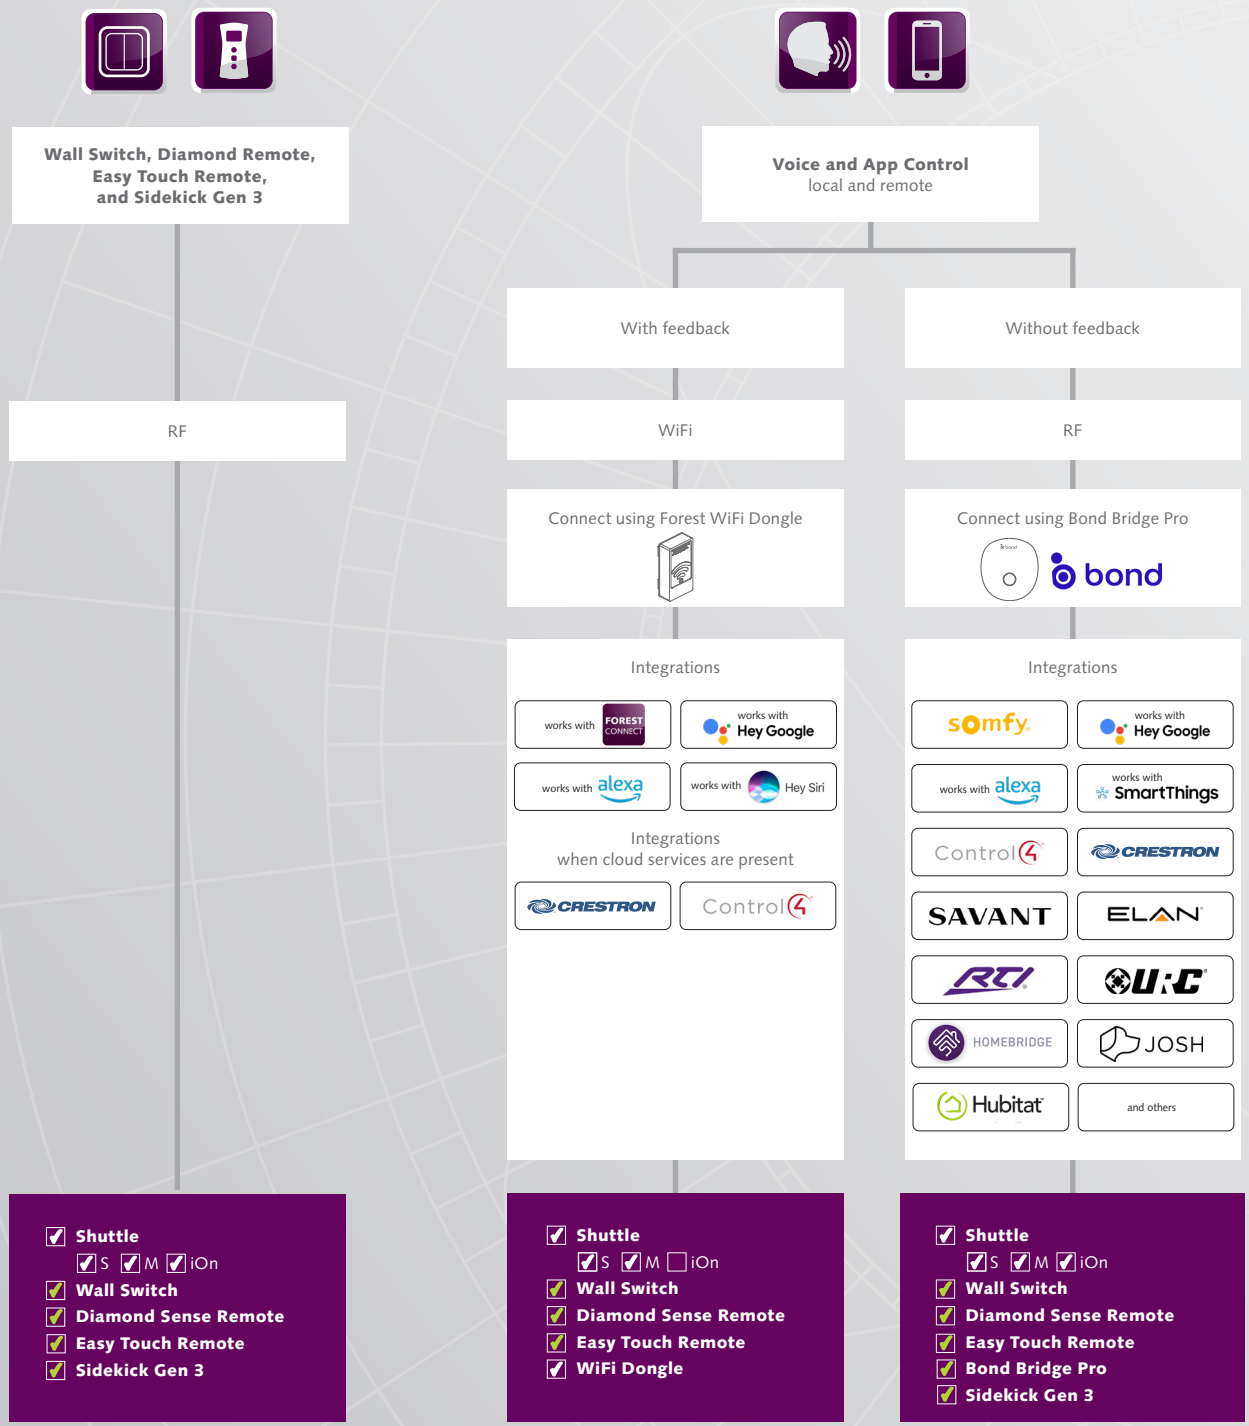 Wall Switch, Diamond Remote,
Easy Touch Remote,
and Sidekick Gen 3
RF
Shuttle
S M iOn
Wall Switch
Diamond Sense Remote
Easy Touch Remote
Sidekick Gen 3
Voice and App Control
local and remote
With feedback
WiFi
Connect using Forest WiFi Dongle
Integrations
works with FOREST CONNECT
works with Hey Google
works with alexa
works with Hey Siri
Integrations
when cloud services are present
CRESTRON
Control4
Shuttle
S M iOn
Wall Switch
Diamond Sense Remote
Easy Touch Remote
WiFi Dongle
Without feedback
RF
Connect using Bond Bridge Pro
bond
bond
Integrations
somfy
works with Hey Google
works with alexa
works with SmartThings
Control4
CRESTRON
SAVANT
ELAN
RTI
URC
HOMEBRIDGE
JOSH
Hubitat
and others
Shuttle
S M iOn
Wall Switch
Diamond Sense Remote
Easy Touch Remote
Bond Bridge Pro
Sidekick Gen 3